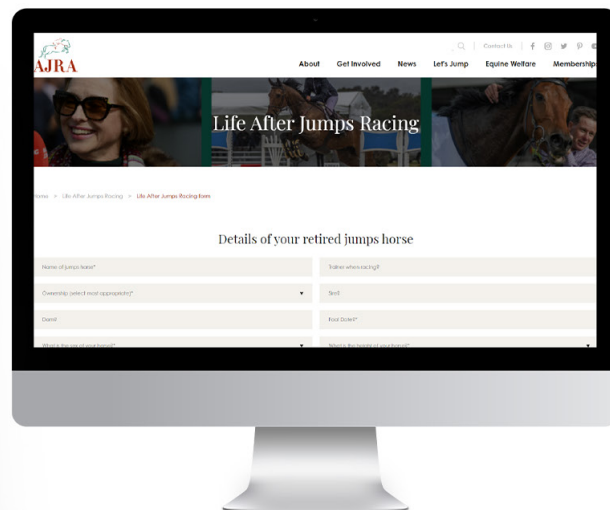 AJRA
Contact Us
About Get Involved News Let's Jump Equine Welfare Memberships
Life After Jumps Racing
Home > Life After Jumps Racing > Life After Jumps Racing form
Details of your retired jumps horse
Name of jumps horse*
Trainer when racing?
Ownership (select most appropriate)*
Sire?
Dam?
Foal Date?*
What is the sex of your horse?*
What is the height of your horse?*